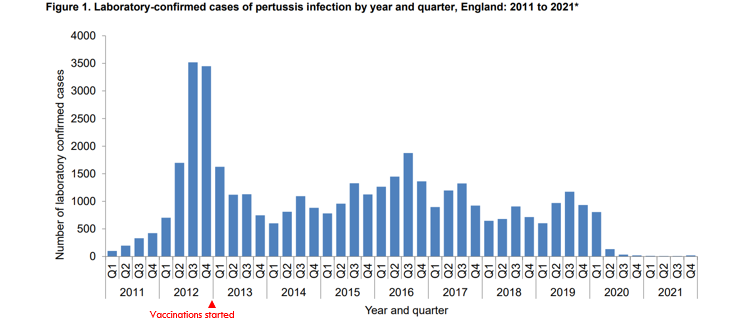 Figure 1. Laboratory-confirmed cases of pertussis infection by year and quarter, England: 2011 to 2021*
Number of laboratory confirmed cases
4000
3500
3000
2500
2000
1500
1000
500
0
Q1 Q2 Q3 Q4 Q1 Q2 Q3 Q4 Q1 Q2 Q3 Q4 Q1 Q2 Q3 Q4 Q1 Q2 Q3 Q4 Q1 Q2 Q3 Q4 Q1 Q2 Q3 Q4 Q1 Q2 Q3 Q4 Q1 Q2 Q3 Q4 Q1 Q2 Q3 Q4 Q1 Q2 Q3 Q4
2011 2012 2013 2014 2015 2016 2017 2018 2019 2020 2021
Year and quarter
Vaccinations started